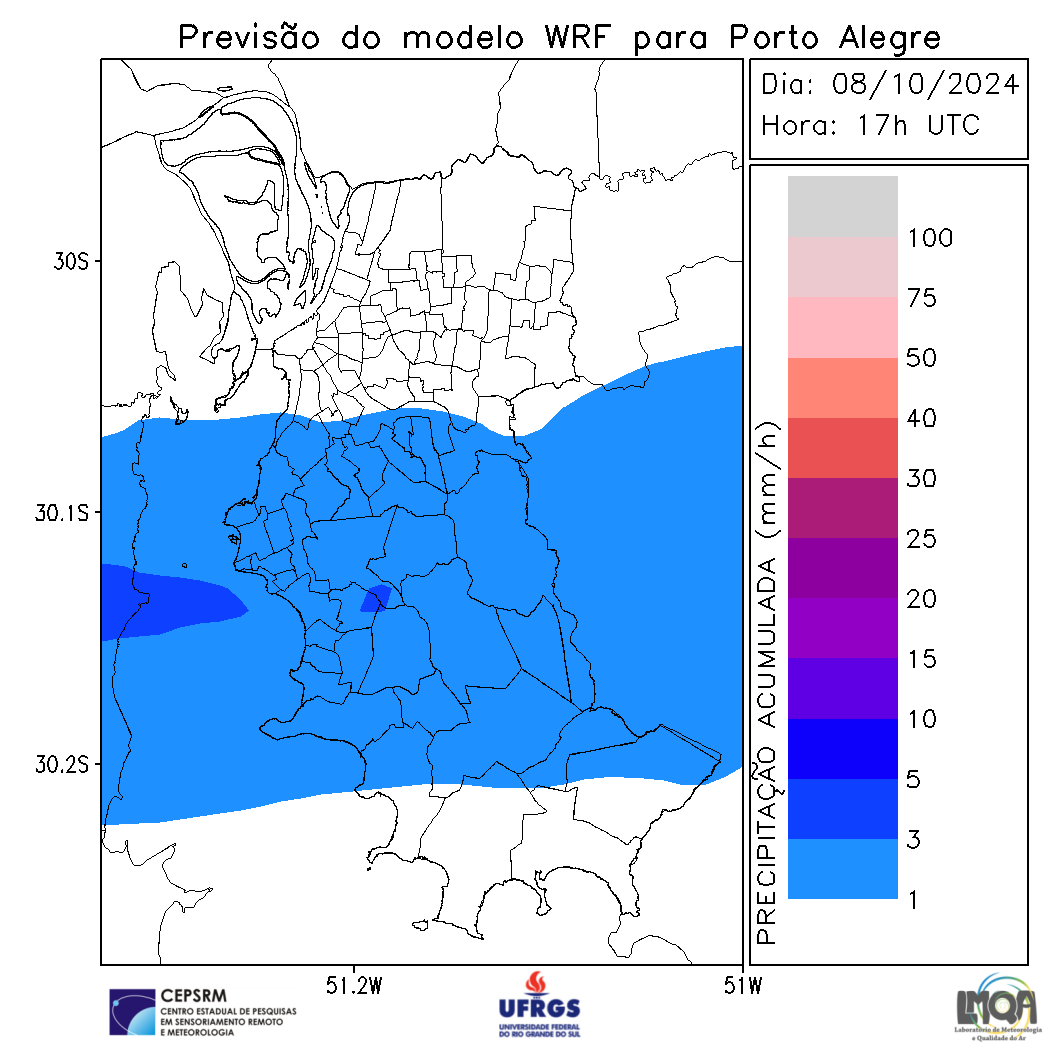 Previsão do modelo WRF para Porto Alegre
Dia: 08/10/2024
Hora: 17h UTC
30S
30.1S
30.2S
51.2W
51W
PRECIPITAÇÃO ACUMULADA (mm/h)
100
75
50
40
30
25
20
15
10
5
3
1
CEPSRM
CENTRO ESTADUAL DE PESQUISAS
EM SENSORIAMENTO REMOTO
E METEOROLOGIA
UFRGS
UNIVERSIDADE FEDERAL
DO RIO GRANDE DO SUL
LMQA
Laboratório de Meteorologia
e Qualidade do Ar